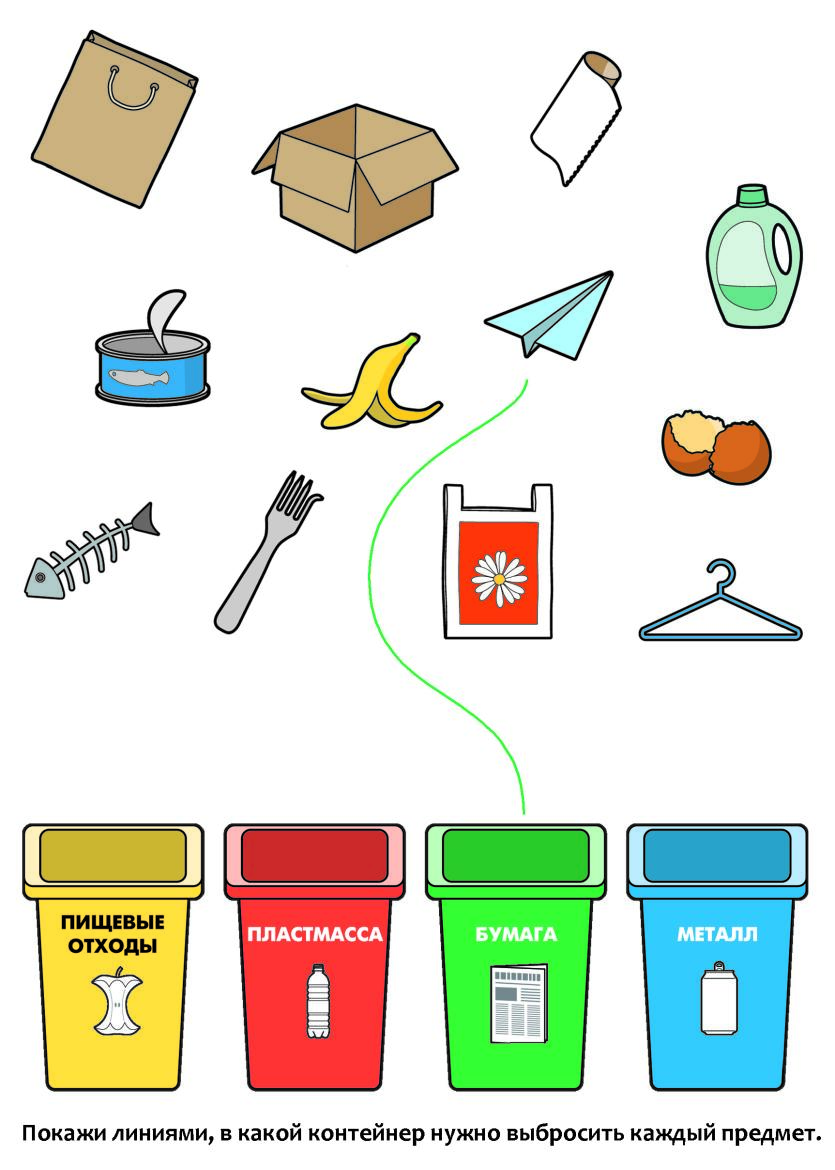 ПИЩЕВЫЕ
ОТХОДЫ
ПЛАСТМАССА
БУМАГА
МЕТАЛЛ
Покажи линиями, в какой контейнер нужно выбросить каждый предмет.